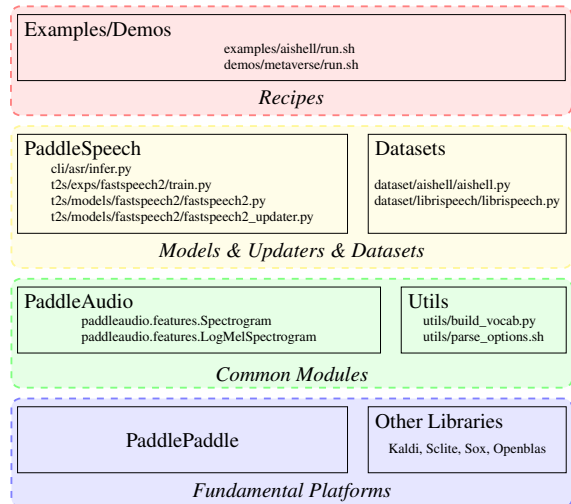 Examples/Demos
examples/aishell/run.sh
demos/metaverse/run.sh
Recipes
PaddleSpeech
cli/asr/infer.py
t2s/exps/fastspeech2/train.py
t2s/models/fastspeech2/fastspeech2.py
t2s/models/fastspeech2/fastspeech2_updater.py
Datasets
dataset/aishell/aishell.py
dataset/librispeech/librispeech.py
Models & Updaters & Datasets
PaddleAudio
paddleaudio.features.Spectrogram
paddleaudio.features.LogMelSpectrogram
Utils
utils/build_vocab.py
utils/parse_options.sh
Common Modules
PaddlePaddle
Other Libraries
Kaldi, Sclite, Sox, Openblas
Fundamental Platforms